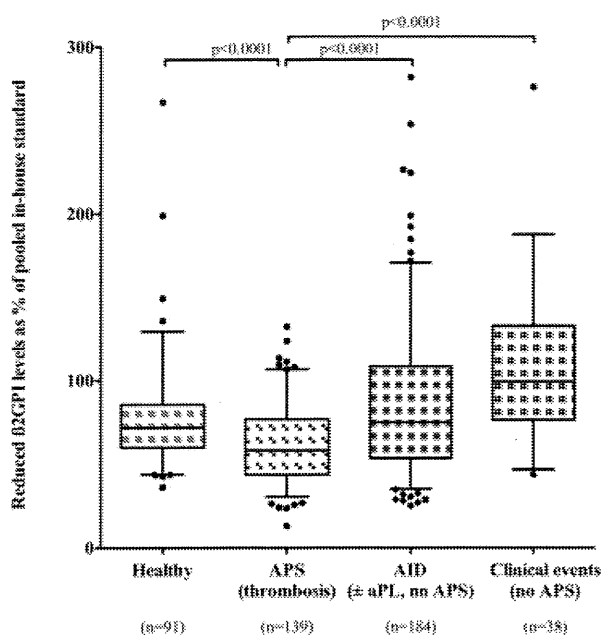 p<0.0001
p<0.0001 p<0.0001
Reduced ß2GPI levels as % of pooled in-house standard
300
200
100
0
Healthy APS AID Clinical events
(thrombosis) (± aPL, no APS) (no APS)
(n=91) (n=139) (n=184) (n=38)